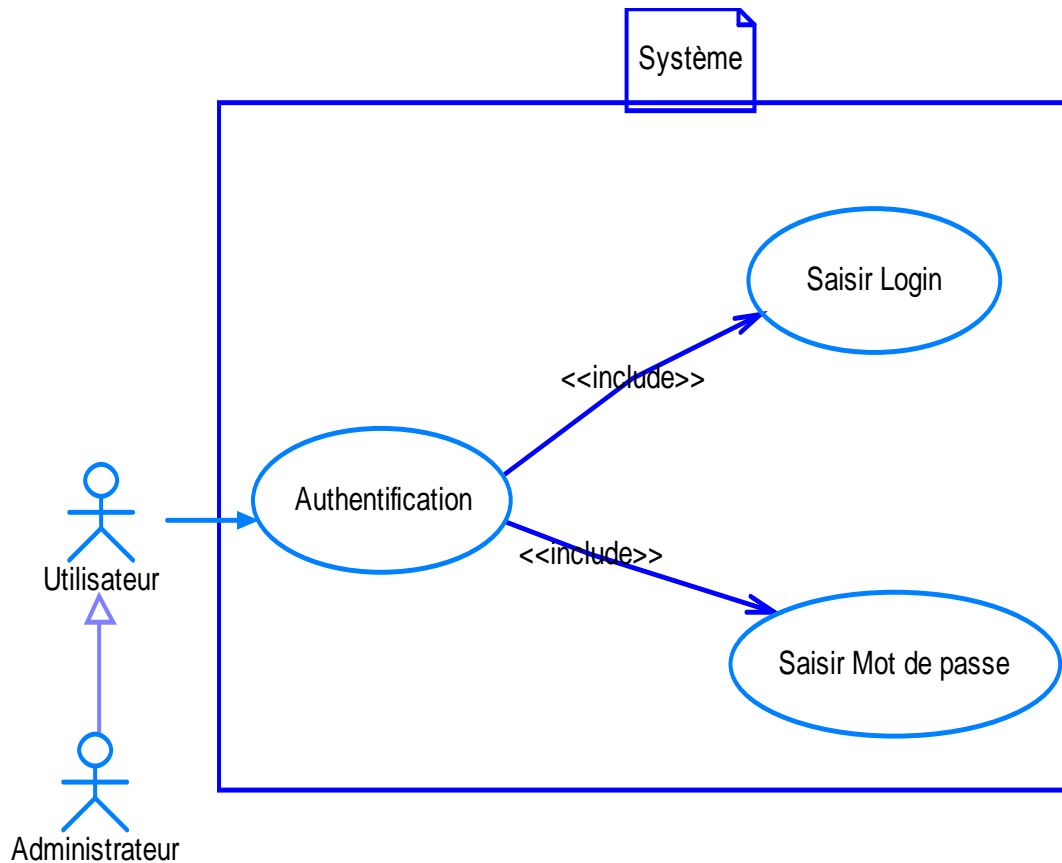 Système
Saisir Login
<<include>>
Authentification
<<include>>
Utilisateur
Saisir Mot de passe
Administrateur